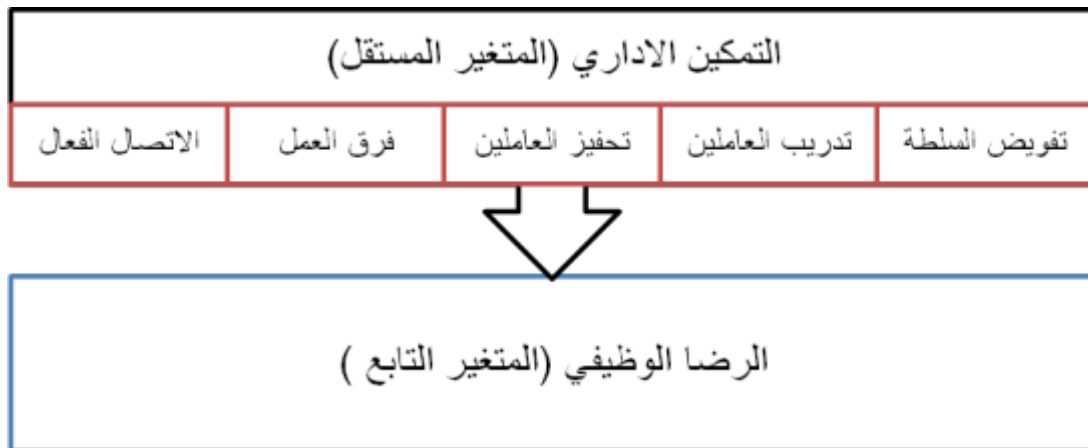 التمكين الاداري (المتغير المستقل)
تفويض السلطة
تدريب العاملين
تحفيز العاملين
فرق العمل
الاتصال الفعال
الرضا الوظيفي (المتغير التابع )